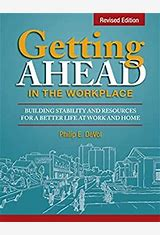 Revised Edition
Getting
AHEAD
IN THE WORKPLACE
BUILDING STABILITY AND RESOURCES
FOR A BETTER LIFE AT WORK AND HOME
Philip E. DeVol